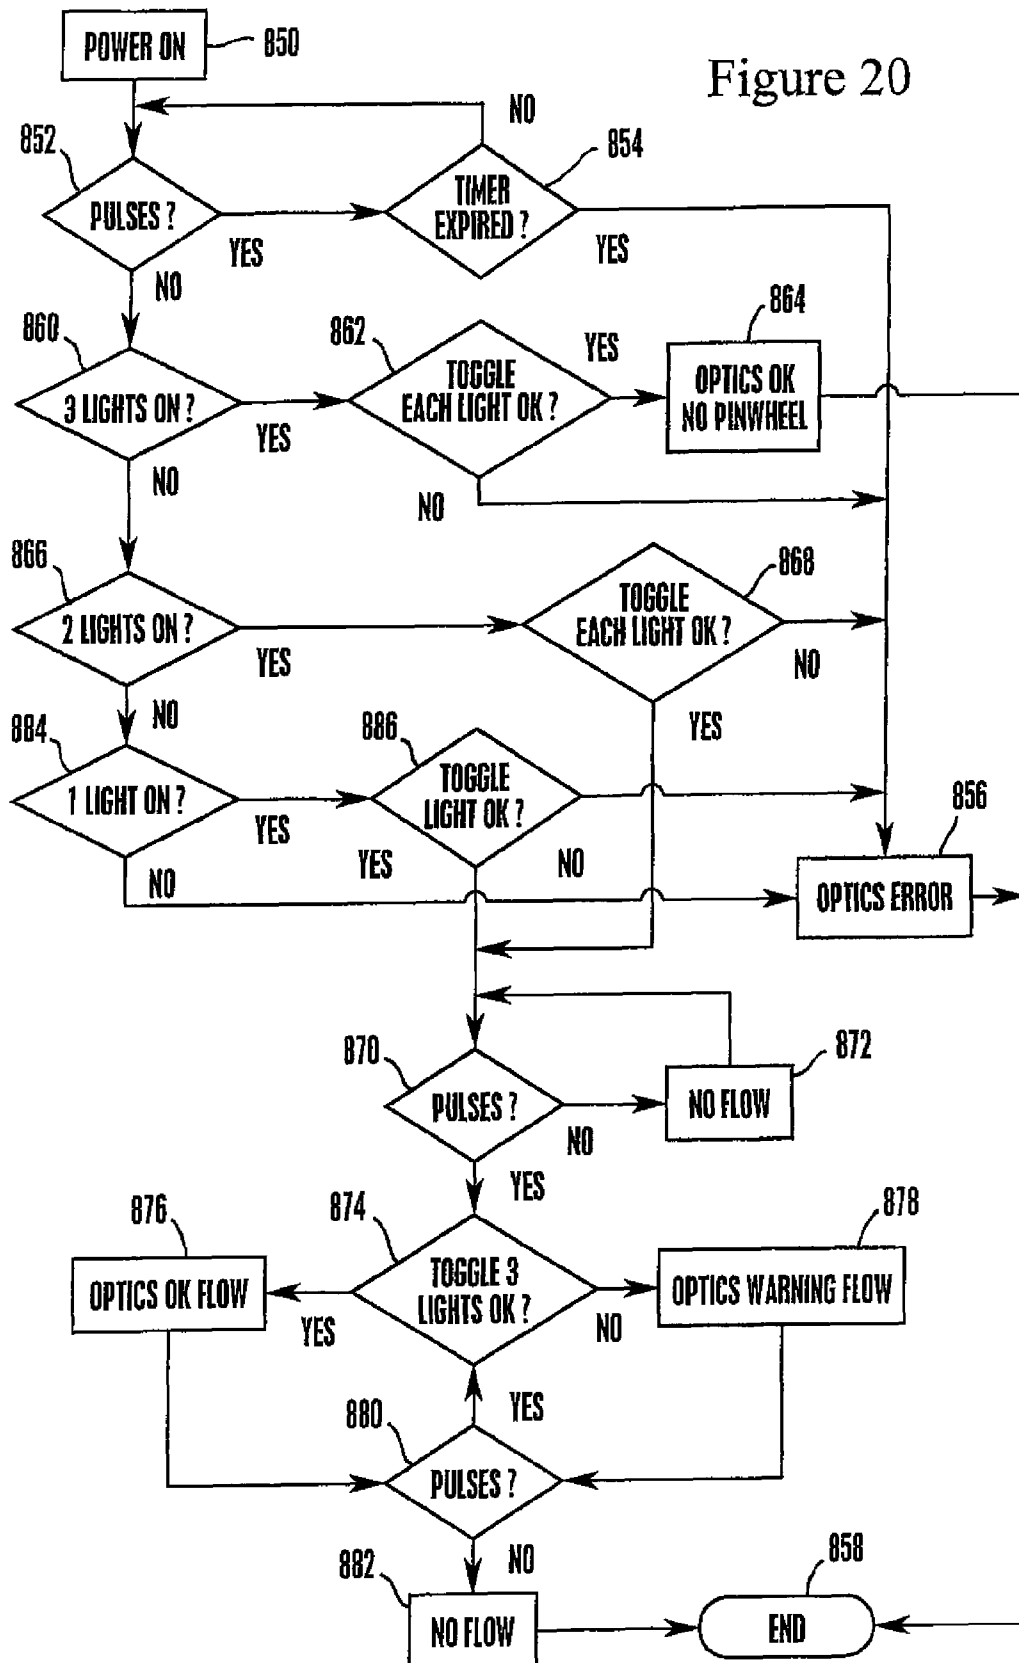 POWER ON
850
Figure 20
NO
852
854
PULSES ?
TIMER
EXPIRED ?
YES
YES
NO
860
862
864
YES
3 LIGHTS ON ?
TOGGLE
EACH LIGHT OK ?
OPTICS OK
NO PINWHEEL
YES
NO
NO
866
868
2 LIGHTS ON ?
TOGGLE
EACH LIGHT OK ?
YES
NO
NO
YES
884
886
1 LIGHT ON ?
TOGGLE
LIGHT OK ?
856
YES
YES
NO
NO
OPTICS ERROR
870
872
PULSES ?
NO FLOW
NO
YES
876
874
878
OPTICS OK FLOW
TOGGLE 3
LIGHTS OK ?
OPTICS WARNING FLOW
YES
NO
YES
880
PULSES ?
NO
882
858
NO FLOW
END